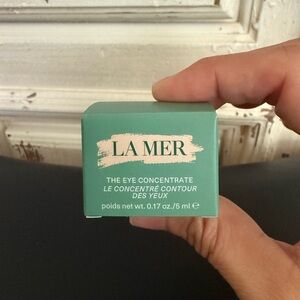 LA MER
THE EYE CONCENTRATE
LE CONCENTRÉ CONTOUR
DES YEUX
poids net wt. 0.17 oz./5 ml ℮